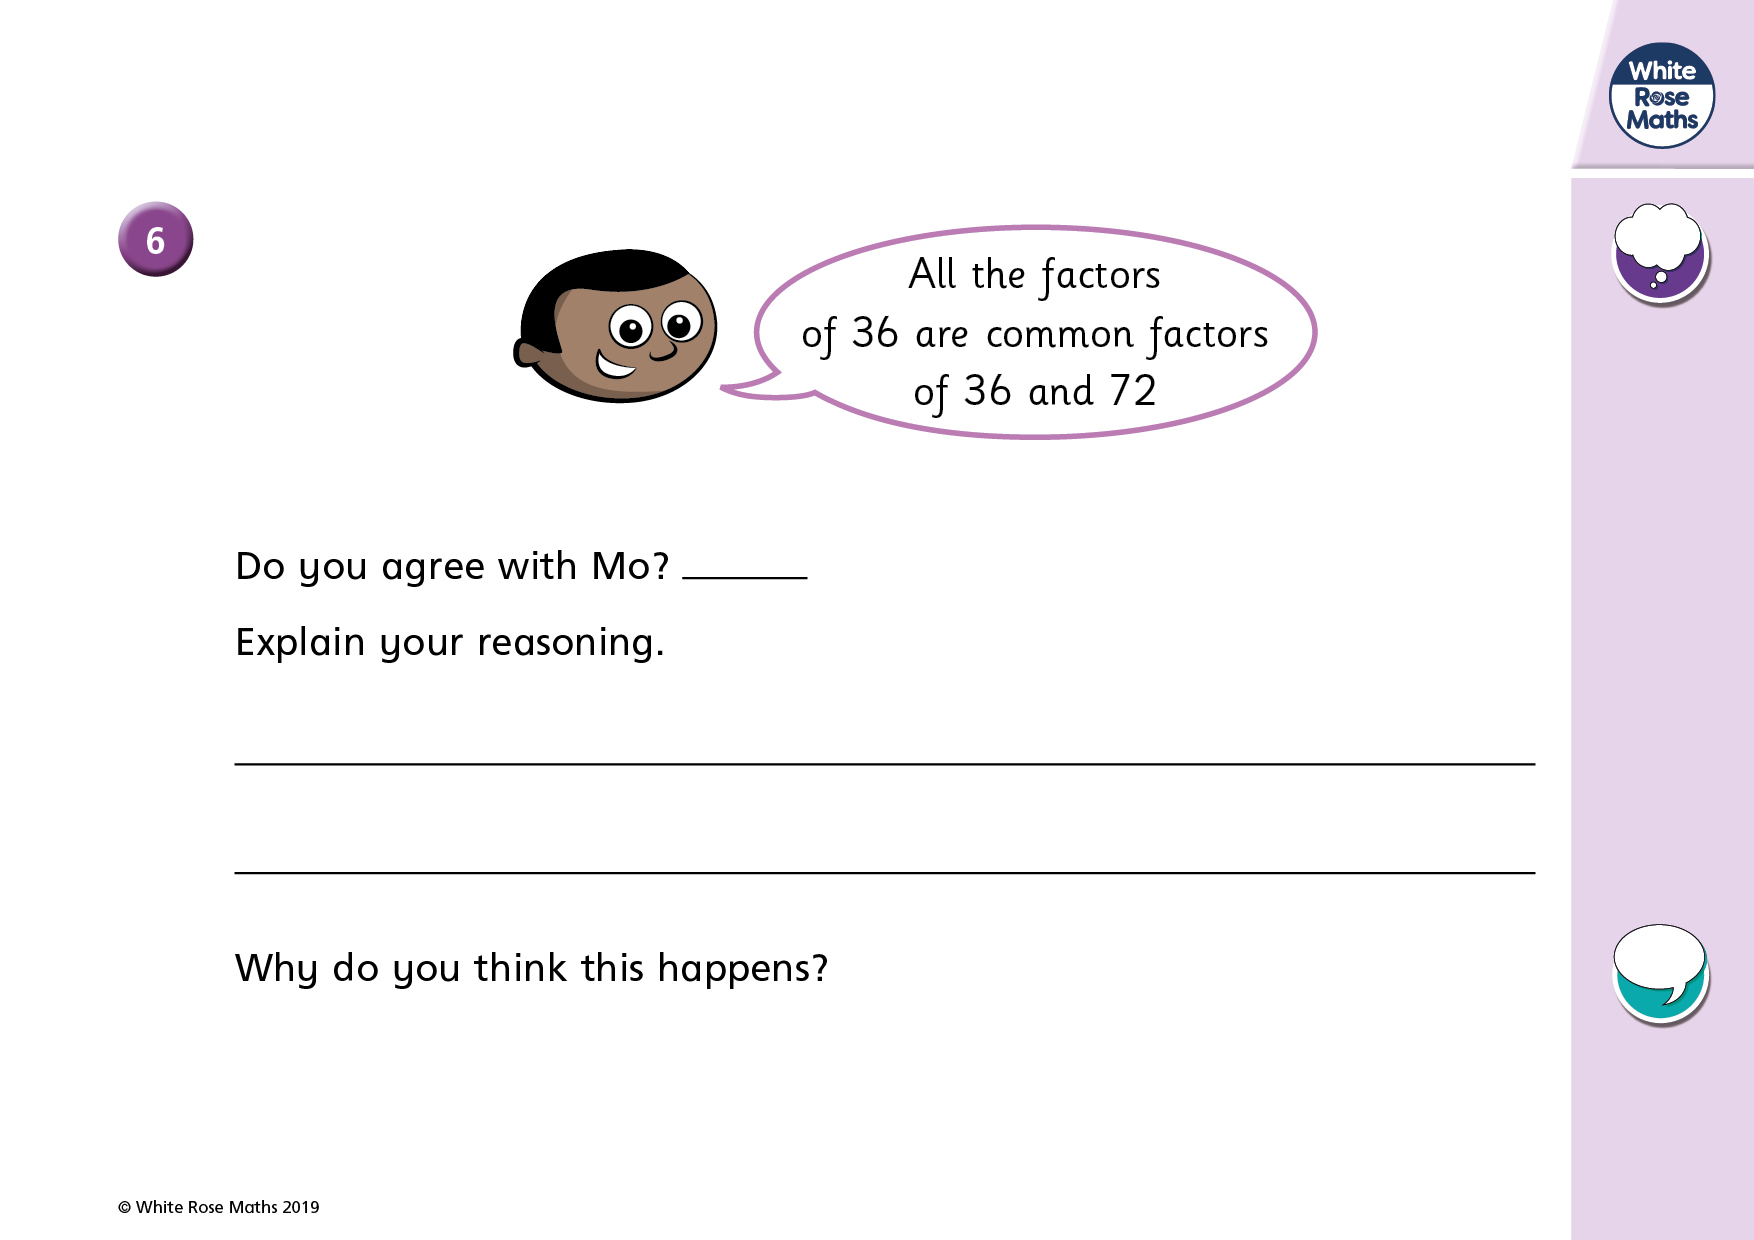 White
Rose
Maths
6
All the factors
of 36 are common factors
of 36 and 72
Do you agree with Mo? ______
Explain your reasoning.
Why do you think this happens?
© White Rose Maths 2019